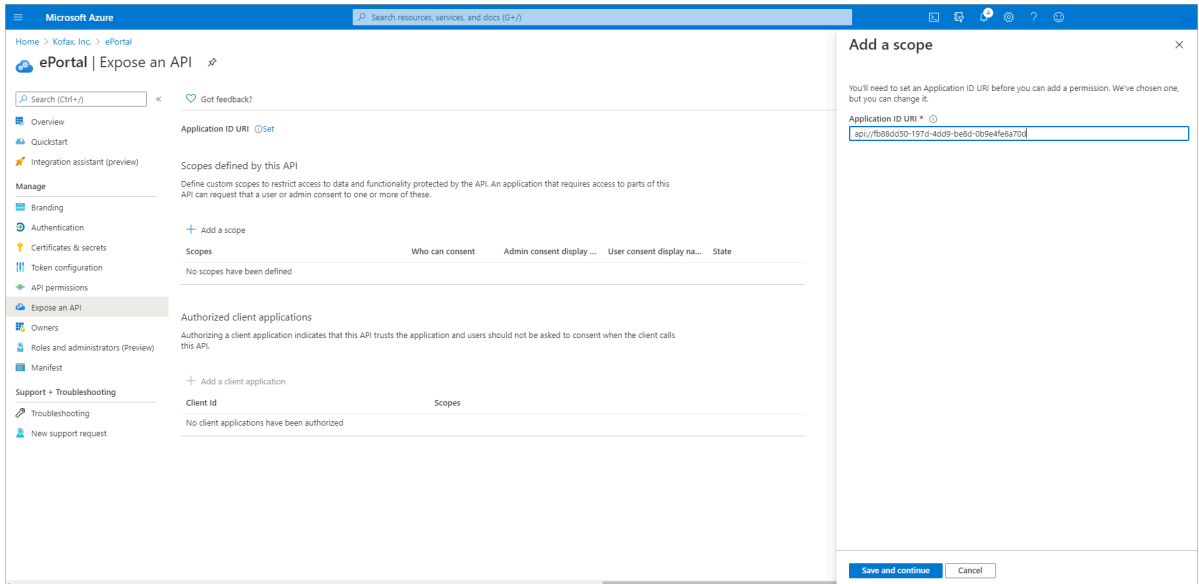 Microsoft Azure
Search resources, services, and docs (G+/)
4
Home > Kofax, Inc. > ePortal
ePortal | Expose an API
Search (Ctrl+/)
«
Overview
Quickstart
Integration assistant (preview)
Manage
Branding
Authentication
Certificates & secrets
Token configuration
API permissions
Expose an API
Owners
Roles and administrators (Preview)
Manifest
Support + Troubleshooting
Troubleshooting
New support request
Got feedback?
Application ID URI Set
Scopes defined by this API
Define custom scopes to restrict access to data and functionality protected by the API. An application that requires access to parts of this
API can request that a user or admin consent to one or more of these.
+ Add a scope
Scopes Who can consent Admin consent display ... User consent display na... State
No scopes have been defined
Authorized client applications
Authorizing a client application indicates that this API trusts the application and users should not be asked to consent when the client calls
this API.
+ Add a client application
Client Id Scopes
No client applications have been authorized
Add a scope
You'll need to set an Application ID URI before you can add a permission. We've chosen one,
but you can change it.
Application ID URI *
api://fb88dd50-197d-4dd9-be8d-0b9e4fe6a70d
Save and continue Cancel